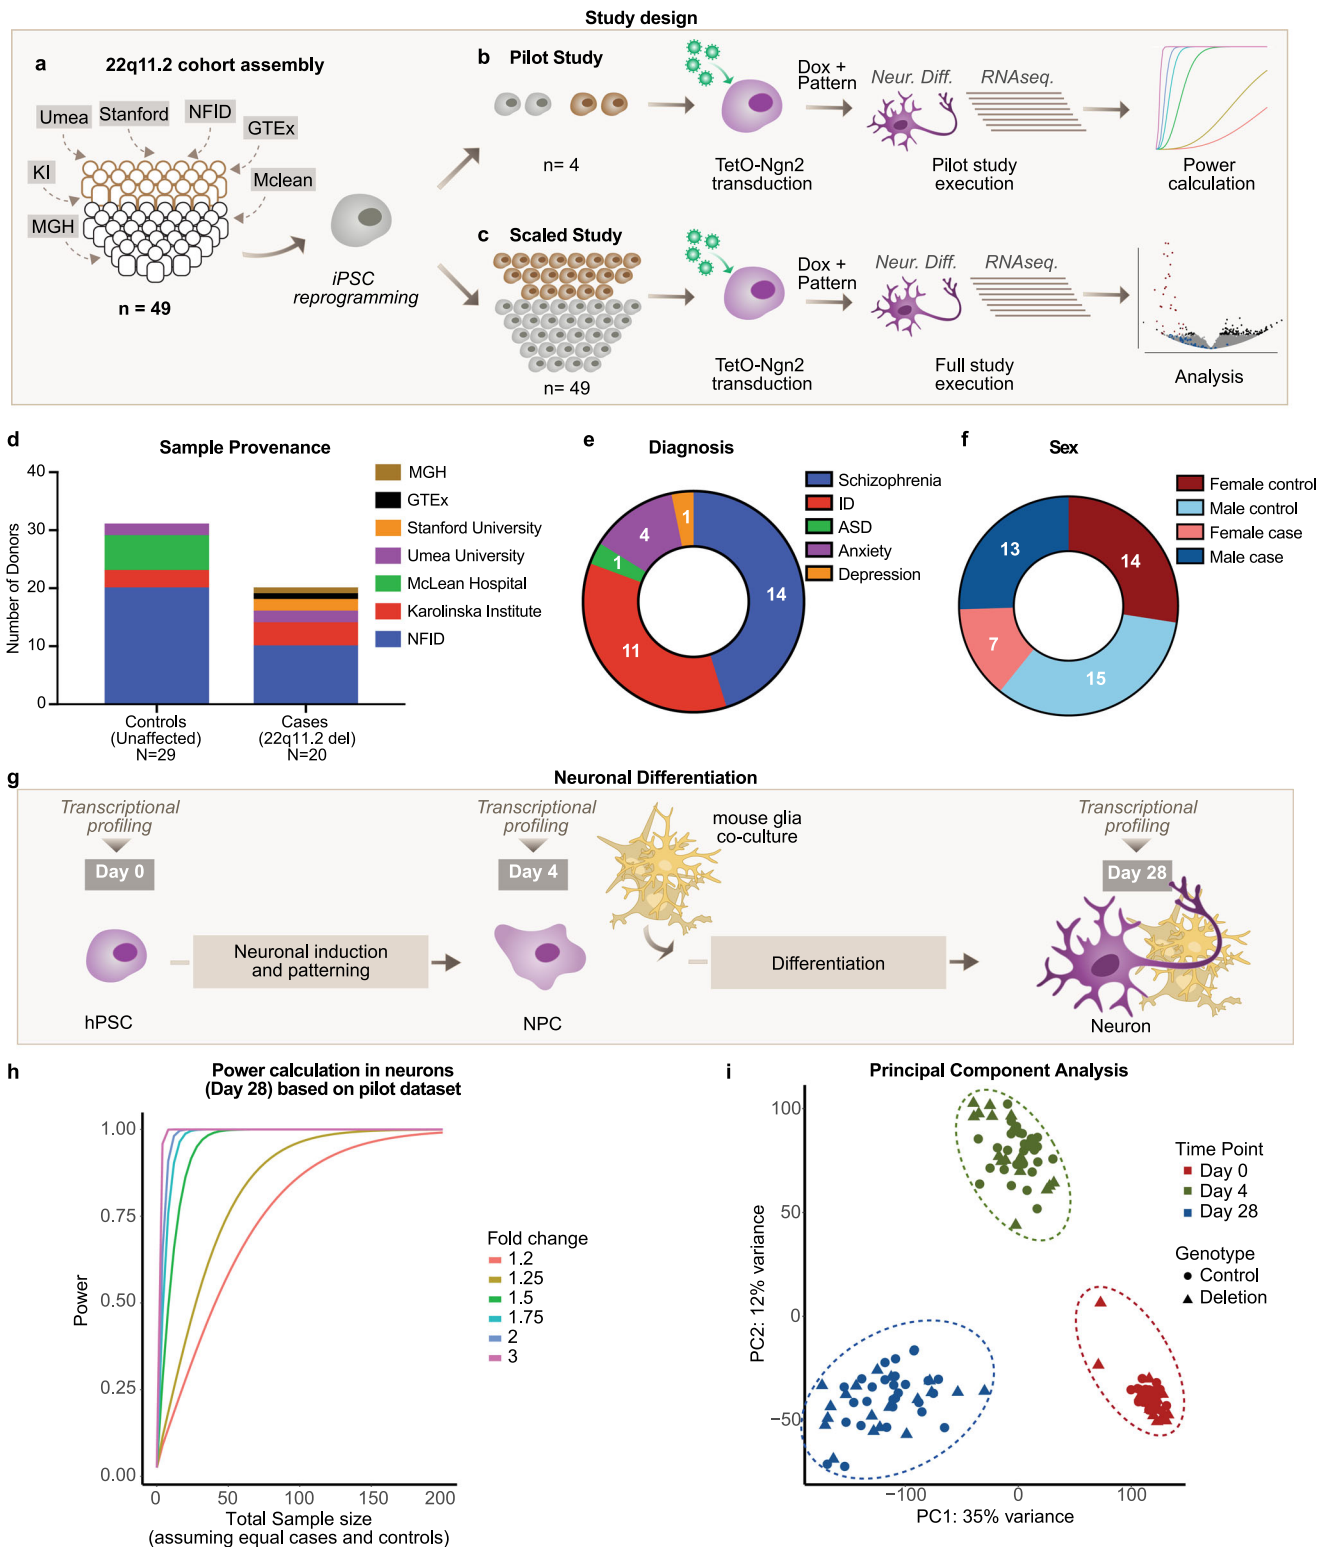 Study design
a
22q11.2 cohort assembly
Umea
Stanford
NFID
GTEx
KI
Mclean
MGH
n = 49
iPSC
reprogramming
b
Pilot Study
n= 4
TetO-Ngn2
transduction
Dox +
Pattern
Neur. Diff.
RNAseq.
Pilot study
execution
Power
calculation
c
Scaled Study
n= 49
TetO-Ngn2
transduction
Dox +
Pattern
Neur. Diff.
RNAseq.
Full study
execution
Analysis
d
Sample Provenance
Number of Donors
40
30
20
10
0
Controls
(Unaffected)
N=29
Cases
(22q11.2 del)
N=20
MGH
GTEx
Stanford University
Umea University
McLean Hospital
Karolinska Institute
NFID
e
Diagnosis
1
4
1
14
11
Schizophrenia
ID
ASD
Anxiety
Depression
f
Sex
13
14
7
15
Female control
Male control
Female case
Male case
g
Neuronal Differentiation
Transcriptional
profiling
Day 0
hPSC
Neuronal induction
and patterning
Transcriptional
profiling
Day 4
NPC
mouse glia
co-culture
Differentiation
Transcriptional
profiling
Day 28
Neuron
h
Power calculation in neurons
(Day 28) based on pilot dataset
Power
1.00
0.75
0.50
0.25
0.00
0
50
100
150
200
Total Sample size
(assuming equal cases and controls)
Fold change
1.2
1.25
1.5
1.75
2
3
i
Principal Component Analysis
PC2: 12% variance
100
50
0
−50
−100
0
100
PC1: 35% variance
Time Point
Day 0
Day 4
Day 28
Genotype
Control
Deletion